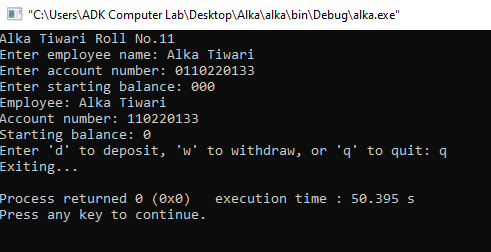 "C:\Users\ADK Computer Lab\Desktop\Alka\alka\bin\Debug\alka.exe"
Alka Tiwari Roll No.11
Enter employee name: Alka Tiwari
Enter account number: 0110220133
Enter starting balance: 000
Employee: Alka Tiwari
Account number: 110220133
Starting balance: 0
Enter 'd' to deposit, 'w' to withdraw, or 'q' to quit: q
Exiting...
Process returned 0 (0x0)   execution time : 50.395 s
Press any key to continue.